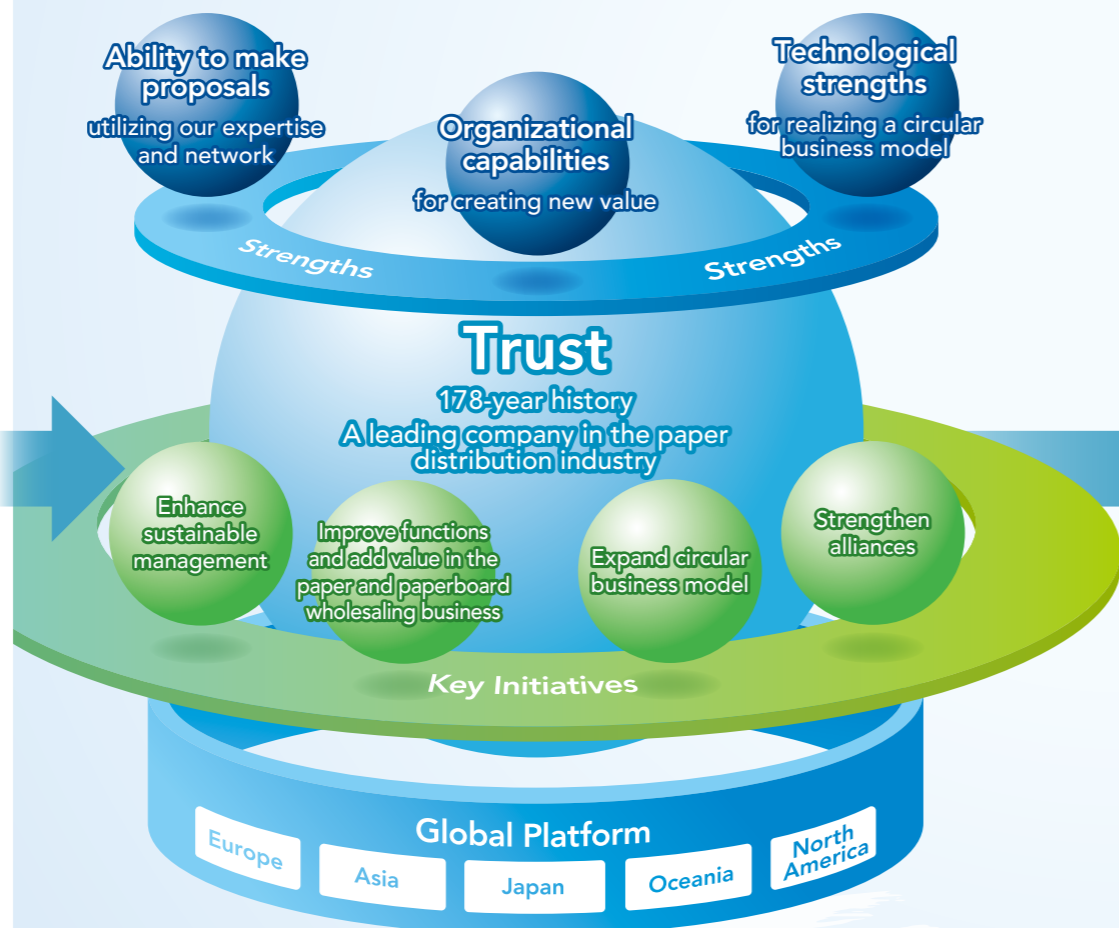 Ability to make
proposals
utilizing our expertise
and network
Organizational
capabilities
for creating new value
Technological
strengths
for realizing a circular
business model
Strengths
Strengths
Trust
178-year history
A leading company in the paper
distribution industry
Enhance
sustainable
management
Improve functions
and add value in the
paper and paperboard
wholesaling business
Expand circular
business model
Strengthen
alliances
Key Initiatives
Global Platform
Europe
Asia
Japan
Oceania
North
America